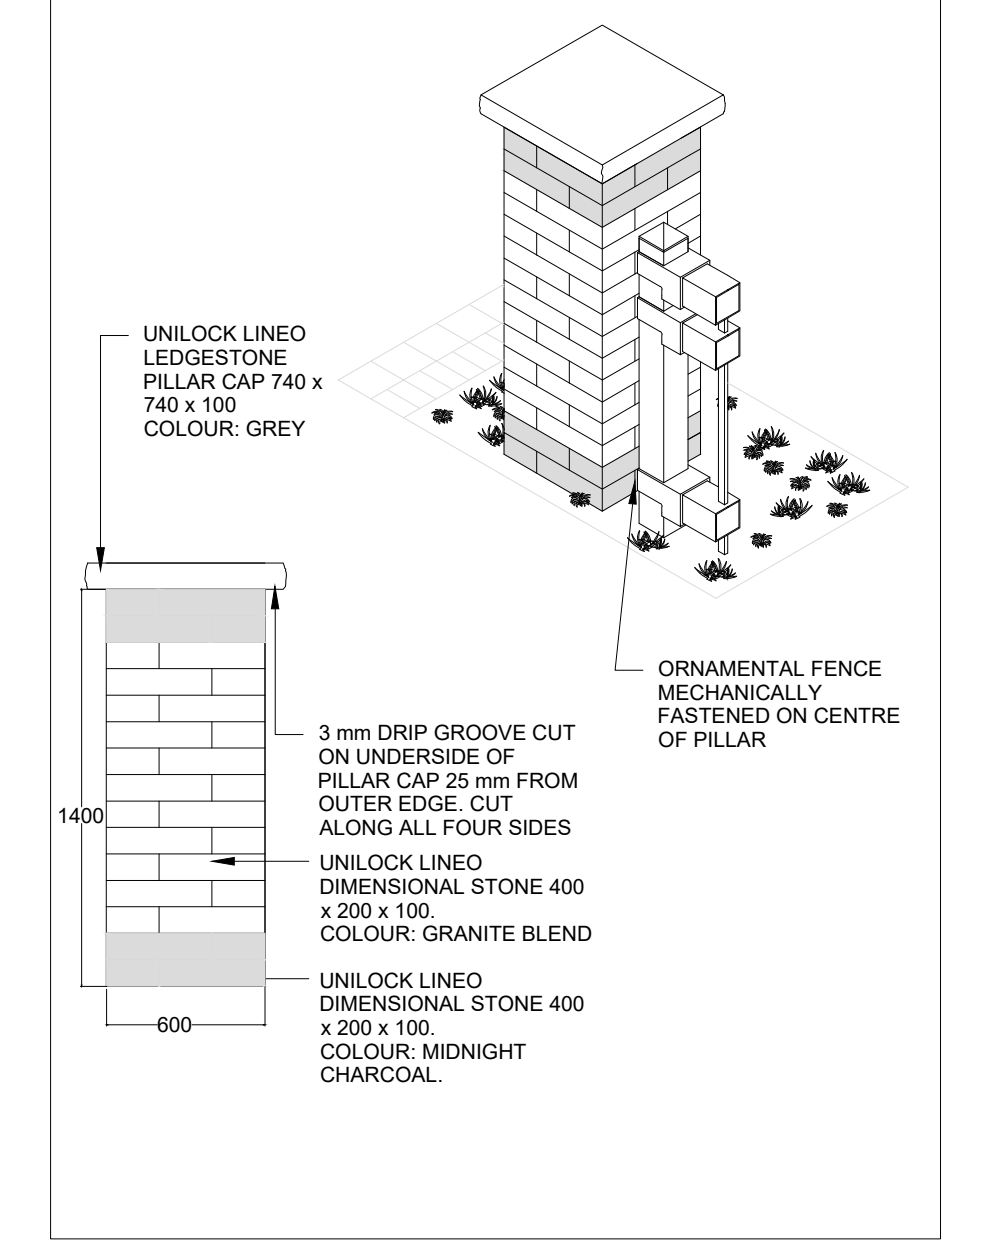 UNILOCK LINEO
LEDGESTONE
PILLAR CAP 740 x
740 x 100
COLOUR: GREY
ORNAMENTAL FENCE
MECHANICALLY
FASTENED ON CENTRE
OF PILLAR
3 mm DRIP GROOVE CUT
ON UNDERSIDE OF
PILLAR CAP 25 mm FROM
OUTER EDGE. CUT
ALONG ALL FOUR SIDES
1400
UNILOCK LINEO
DIMENSIONAL STONE 400
x 200 x 100.
COLOUR: GRANITE BLEND
UNILOCK LINEO
DIMENSIONAL STONE 400
x 200 x 100.
COLOUR: MIDNIGHT
CHARCOAL.
600